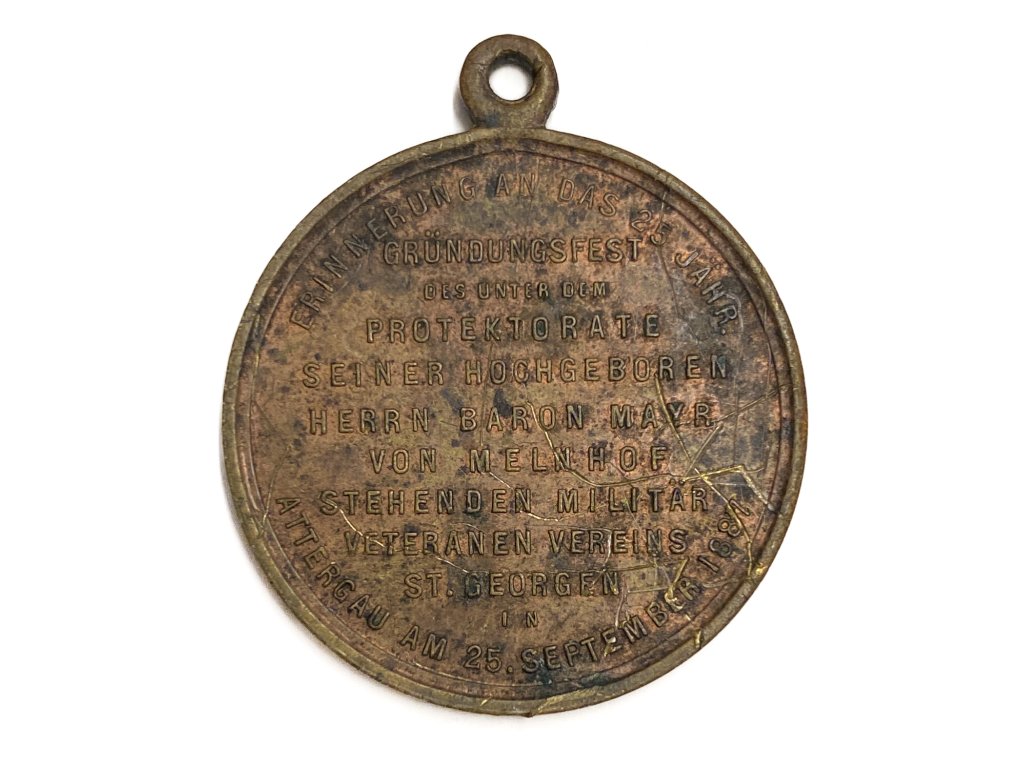 ERINNERUNG AN DAS 25 JÄHR.
GRÜNDUNGSFEST
DES UNTER DEM
PROTEKTORATE
SEINER HOCHGEBOREN
HERRN BARON MAYR
VON MELNHOF
STEHENDEN MILITÄR
VETERANEN VEREINS
ST. GEORGEN
IN
ATTERGAU AM 25. SEPTEMBER 1881